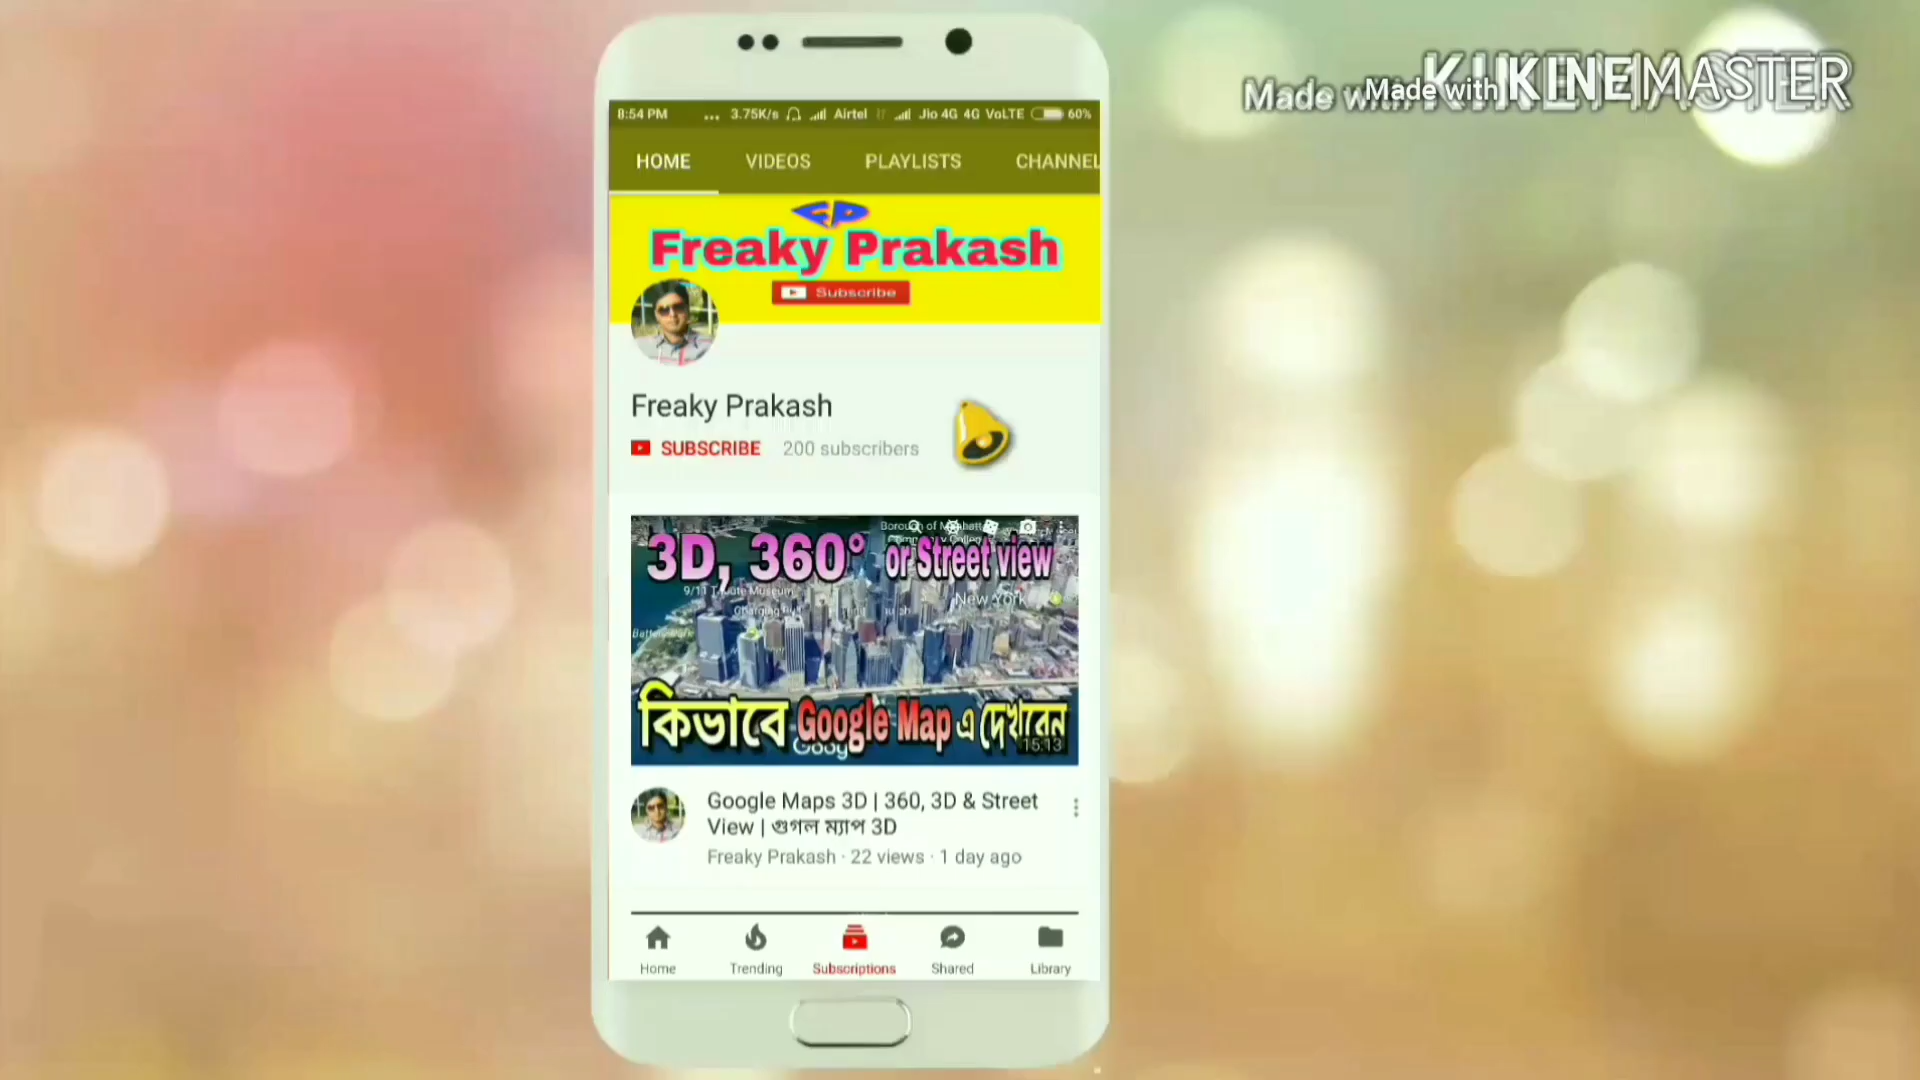 Made with KINEMASTER
8:54 PM ... 3.75K/s Airtel Jio 4G 4G VoLTE 60%
HOME VIDEOS PLAYLISTS CHANNEL
FP
Freaky Prakash
Subscribe
Freaky Prakash
SUBSCRIBE 200 subscribers
3D, 360° or Street view
New York
কিভাবে Google Map এ দেখবেন
15:13
Google Maps 3D | 360, 3D & Street
View | গুগল ম্যাপ 3D
Freaky Prakash · 22 views · 1 day ago
Home Trending Subscriptions Shared Library